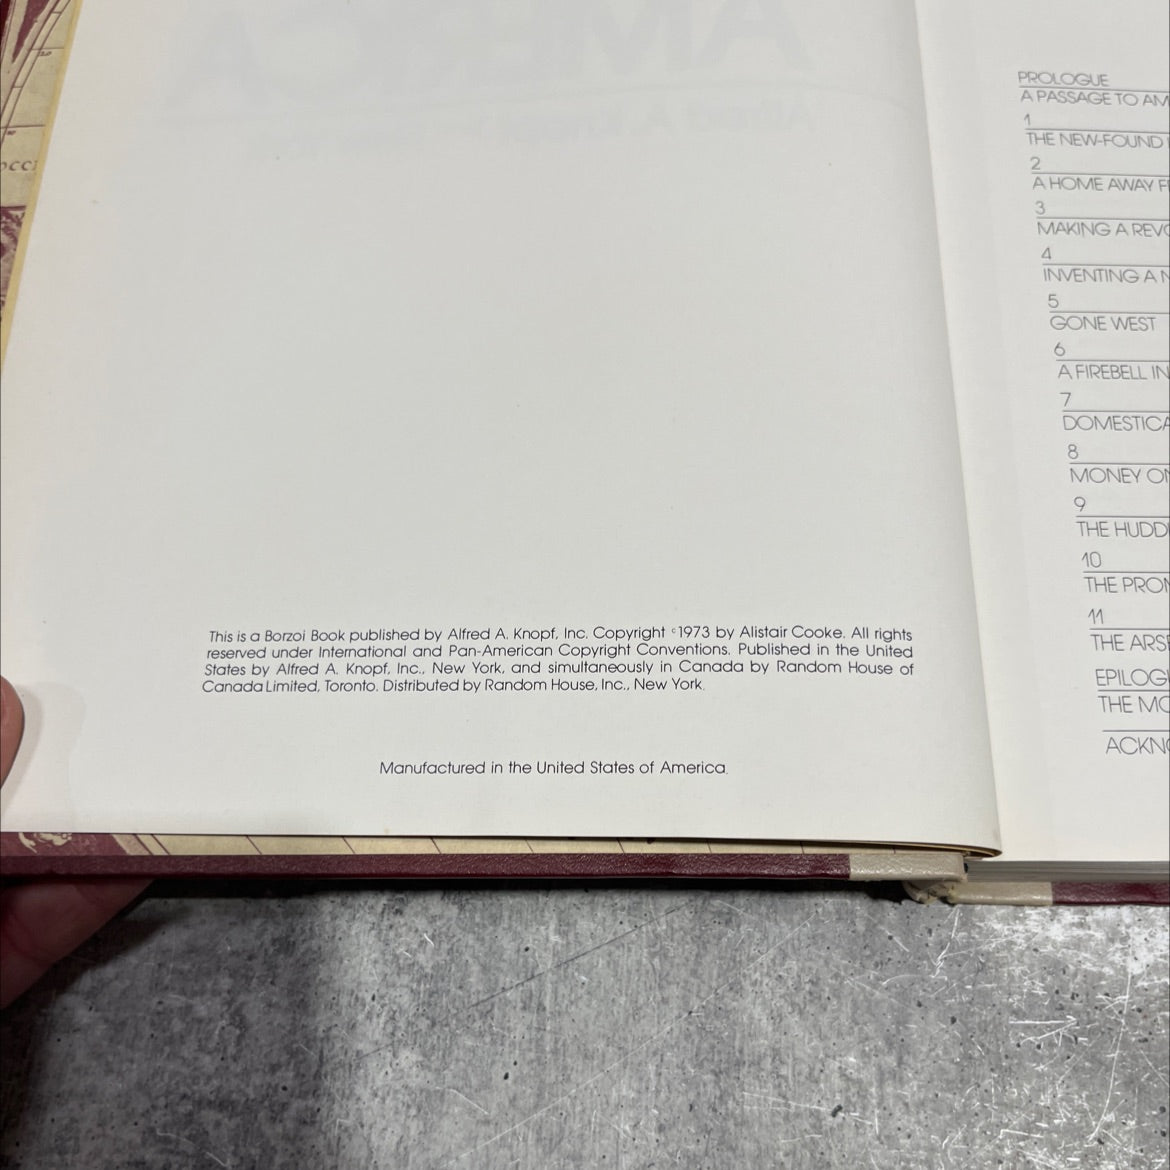 This is a Borzoi Book published by Alfred A. Knopf, Inc. Copyright ©1973 by Alistair Cooke. All rights
reserved under International and Pan-American Copyright Conventions. Published in the United
States by Alfred A. Knopf, Inc., New York, and simultaneously in Canada by Random House of
Canada Limited, Toronto. Distributed by Random House, Inc., New York.
Manufactured in the United States of America.
PROLOGUE
A PASSAGE TO AM
1
THE NEW-FOUND
2
A HOME AWAY F
3
MAKING A REVO
4
INVENTING A N
5
GONE WEST
6
A FIREBELL IN
7
DOMESTICA
8
MONEY ON
9
THE HUDD
10
THE PRO
11
THE ARS
EPILOG
THE MO
ACKN